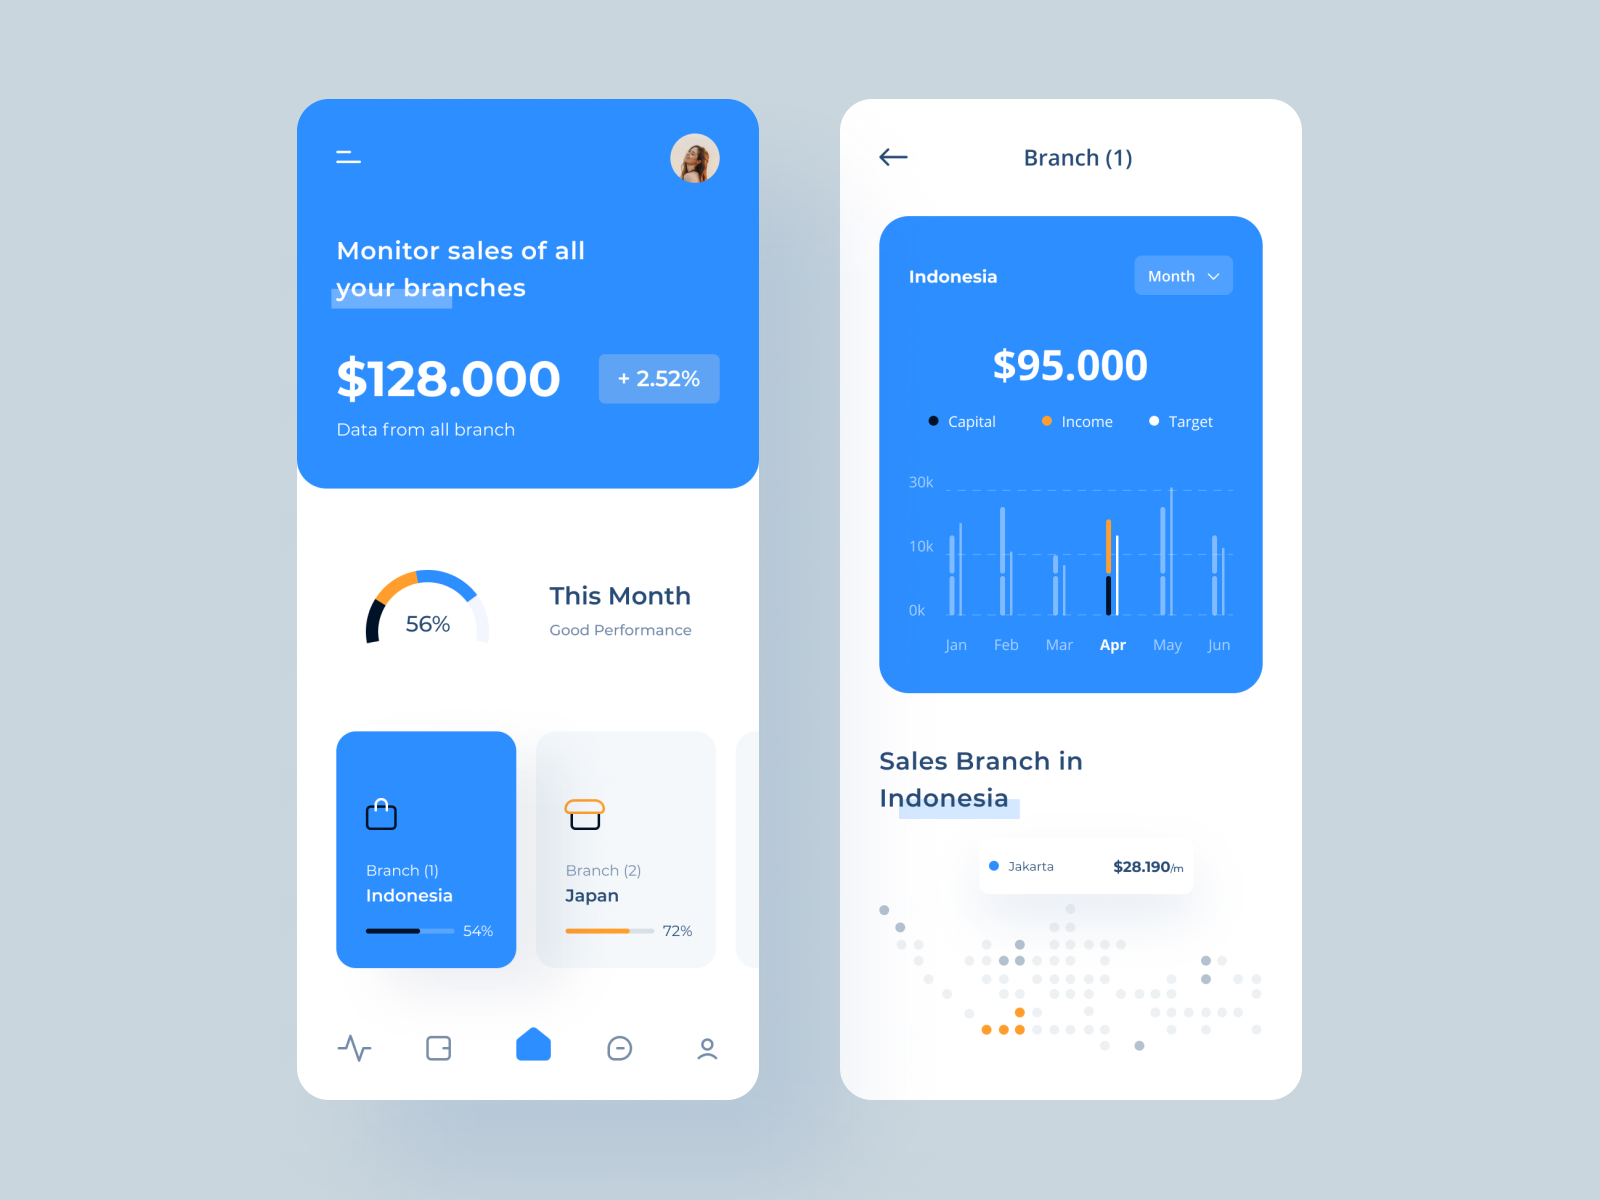 Monitor sales of all
your branches
$128.000
+ 2.52%
Data from all branch
56%
This Month
Good Performance
Branch (1)
Indonesia
54%
Branch (2)
Japan
72%
Branch (1)
Indonesia
Month
$95.000
Capital
Income
Target
30k
10k
0k
Jan
Feb
Mar
Apr
May
Jun
Sales Branch in
Indonesia
Jakarta
$28.190/m